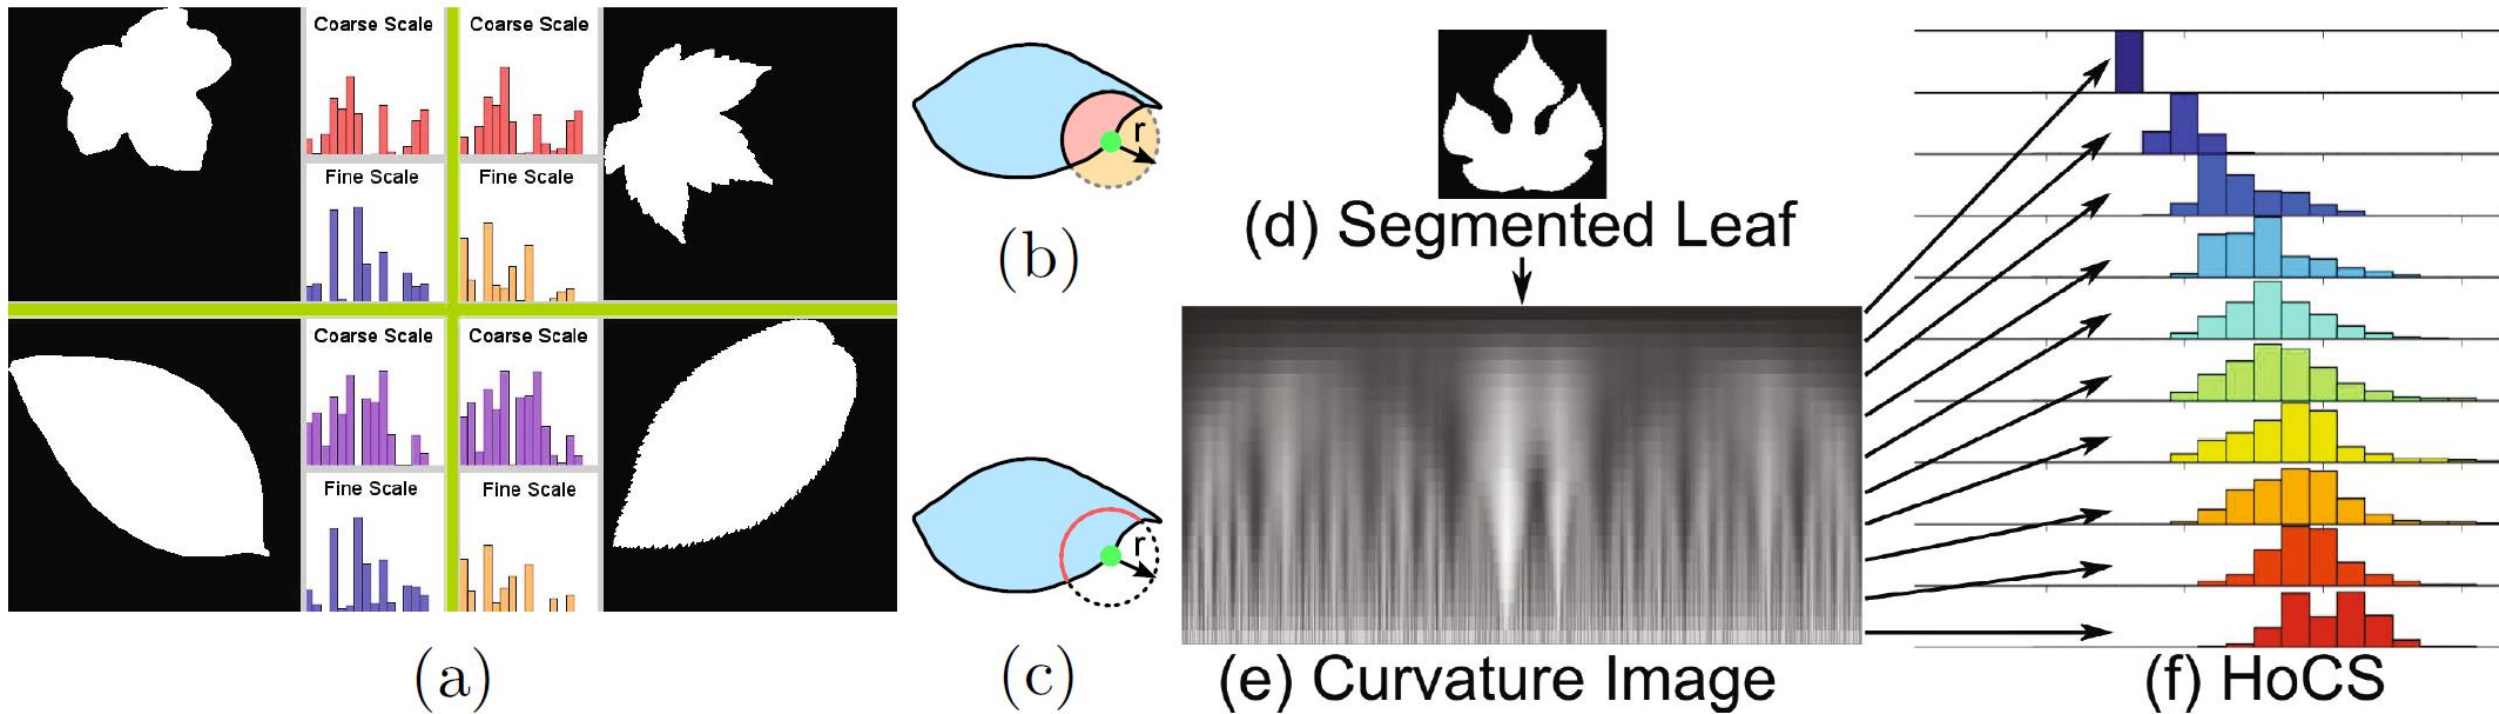 Coarse Scale
Coarse Scale
Fine Scale
Fine Scale
Coarse Scale
Coarse Scale
Fine Scale
Fine Scale
(a)
r
(b)
r
(c)
(d) Segmented Leaf
(e) Curvature Image
(f) HoCS